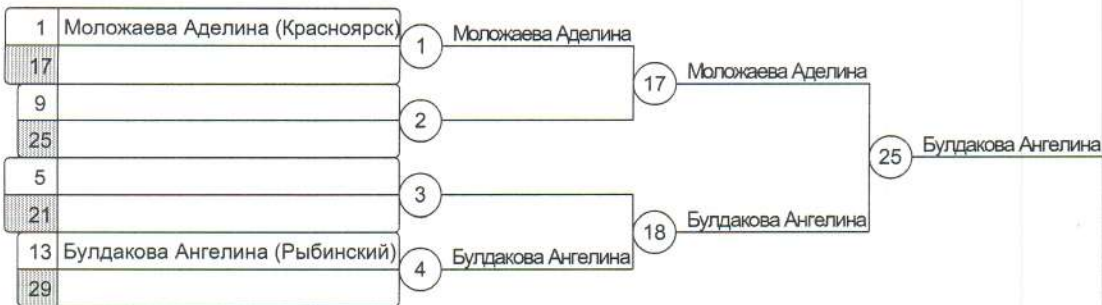 1 Моложаева Аделина (Красноярск)
17
1 Моложаева Аделина
17 Моложаева Аделина
9
25
2
25 Булдакова Ангелина
5
21
3
18 Булдакова Ангелина
13 Булдакова Ангелина (Рыбинский)
29
4 Булдакова Ангелина